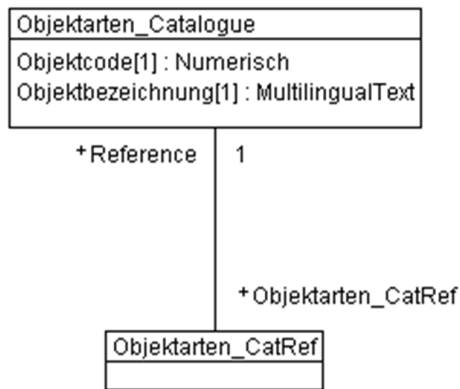 Objektarten_Catalogue
Objektcode[1] : Numerisch
Objektbezeichnung[1] : MultilingualText
+Reference 1
+Objektarten_CatRef
Objektarten_CatRef